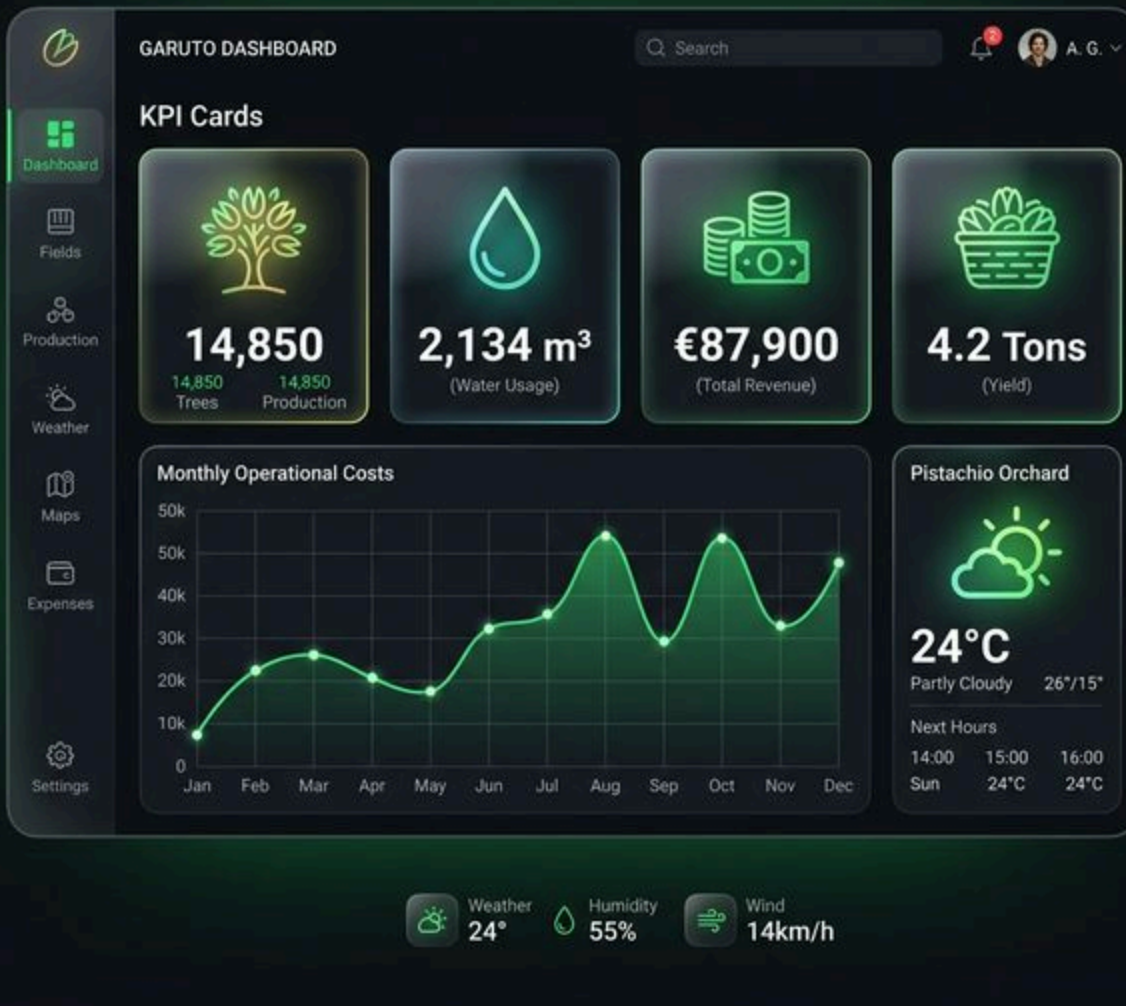 GARUTO DASHBOARD
Search
2
A. G.
Dashboard
Fields
Production
Weather
Maps
Expenses
Settings
KPI Cards
14,850
14,850 14,850
Trees Production
2,134 m³
(Water Usage)
€87,900
(Total Revenue)
4.2 Tons
(Yield)
Monthly Operational Costs
50k
50k
40k
30k
20k
10k
0
Jan Feb Mar Apr May Jun Jul Aug Sep Oct Nov Dec
Pistachio Orchard
24°C
Partly Cloudy 26°/15°
Next Hours
14:00 15:00 16:00
Sun 24°C 24°C
Weather
24°
Humidity
55%
Wind
14km/h